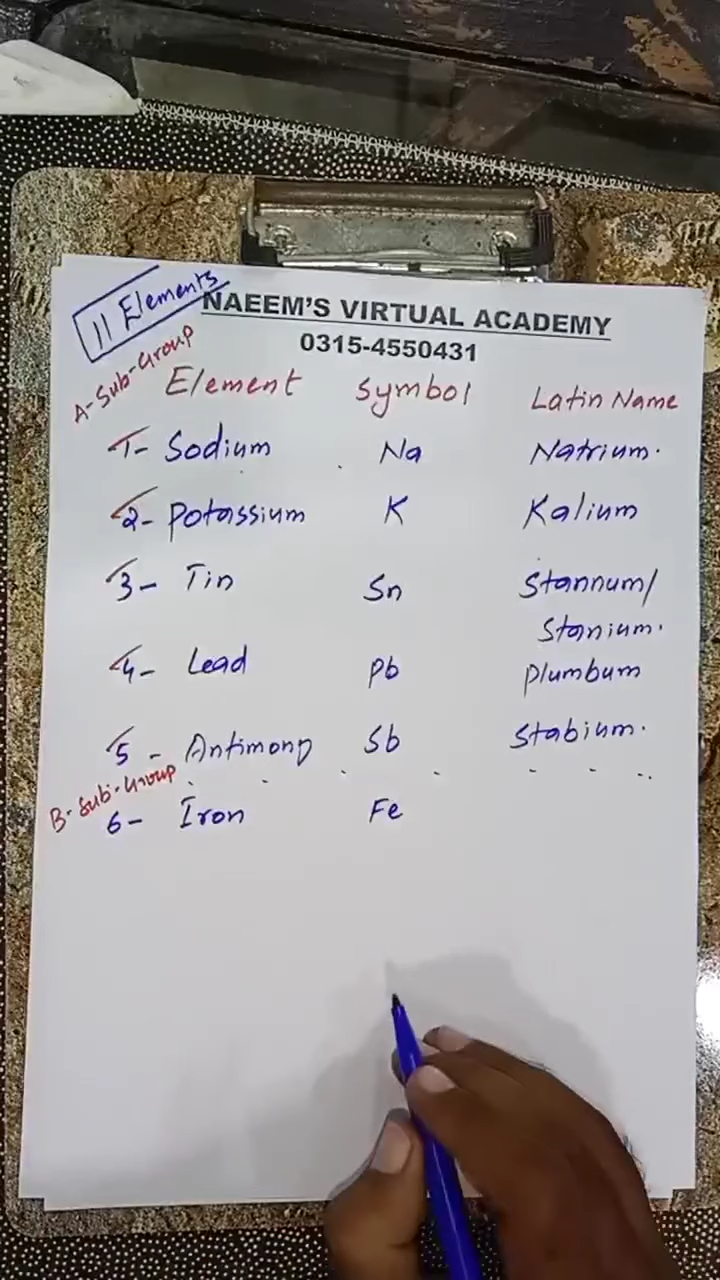 11 Elements
NAEEM'S VIRTUAL ACADEMY
0315-4550431
A-Sub-Group
Element Symbol Latin Name
1- Sodium Na Natrium.
2- Potassium K Kalium
3- Tin Sn Stannum/
Stanium.
4- Lead Pb Plumbum
5- Antimony Sb Stabium.
B-Sub-Group
6- Iron Fe